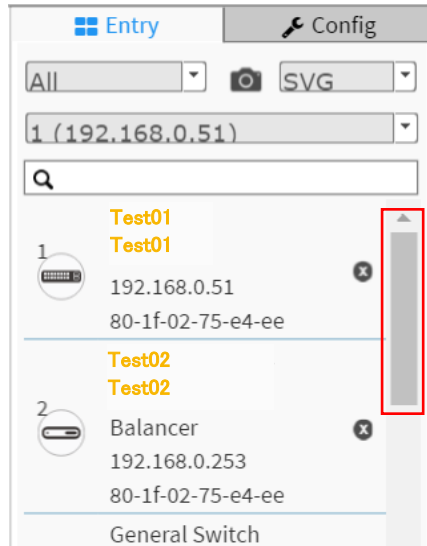 Entry
Config
All
SVG
1 (192.168.0.51)
1
Test01
Test01
192.168.0.51
80-1f-02-75-e4-ee
2
Test02
Test02
Balancer
192.168.0.253
80-1f-02-75-e4-ee
General Switch